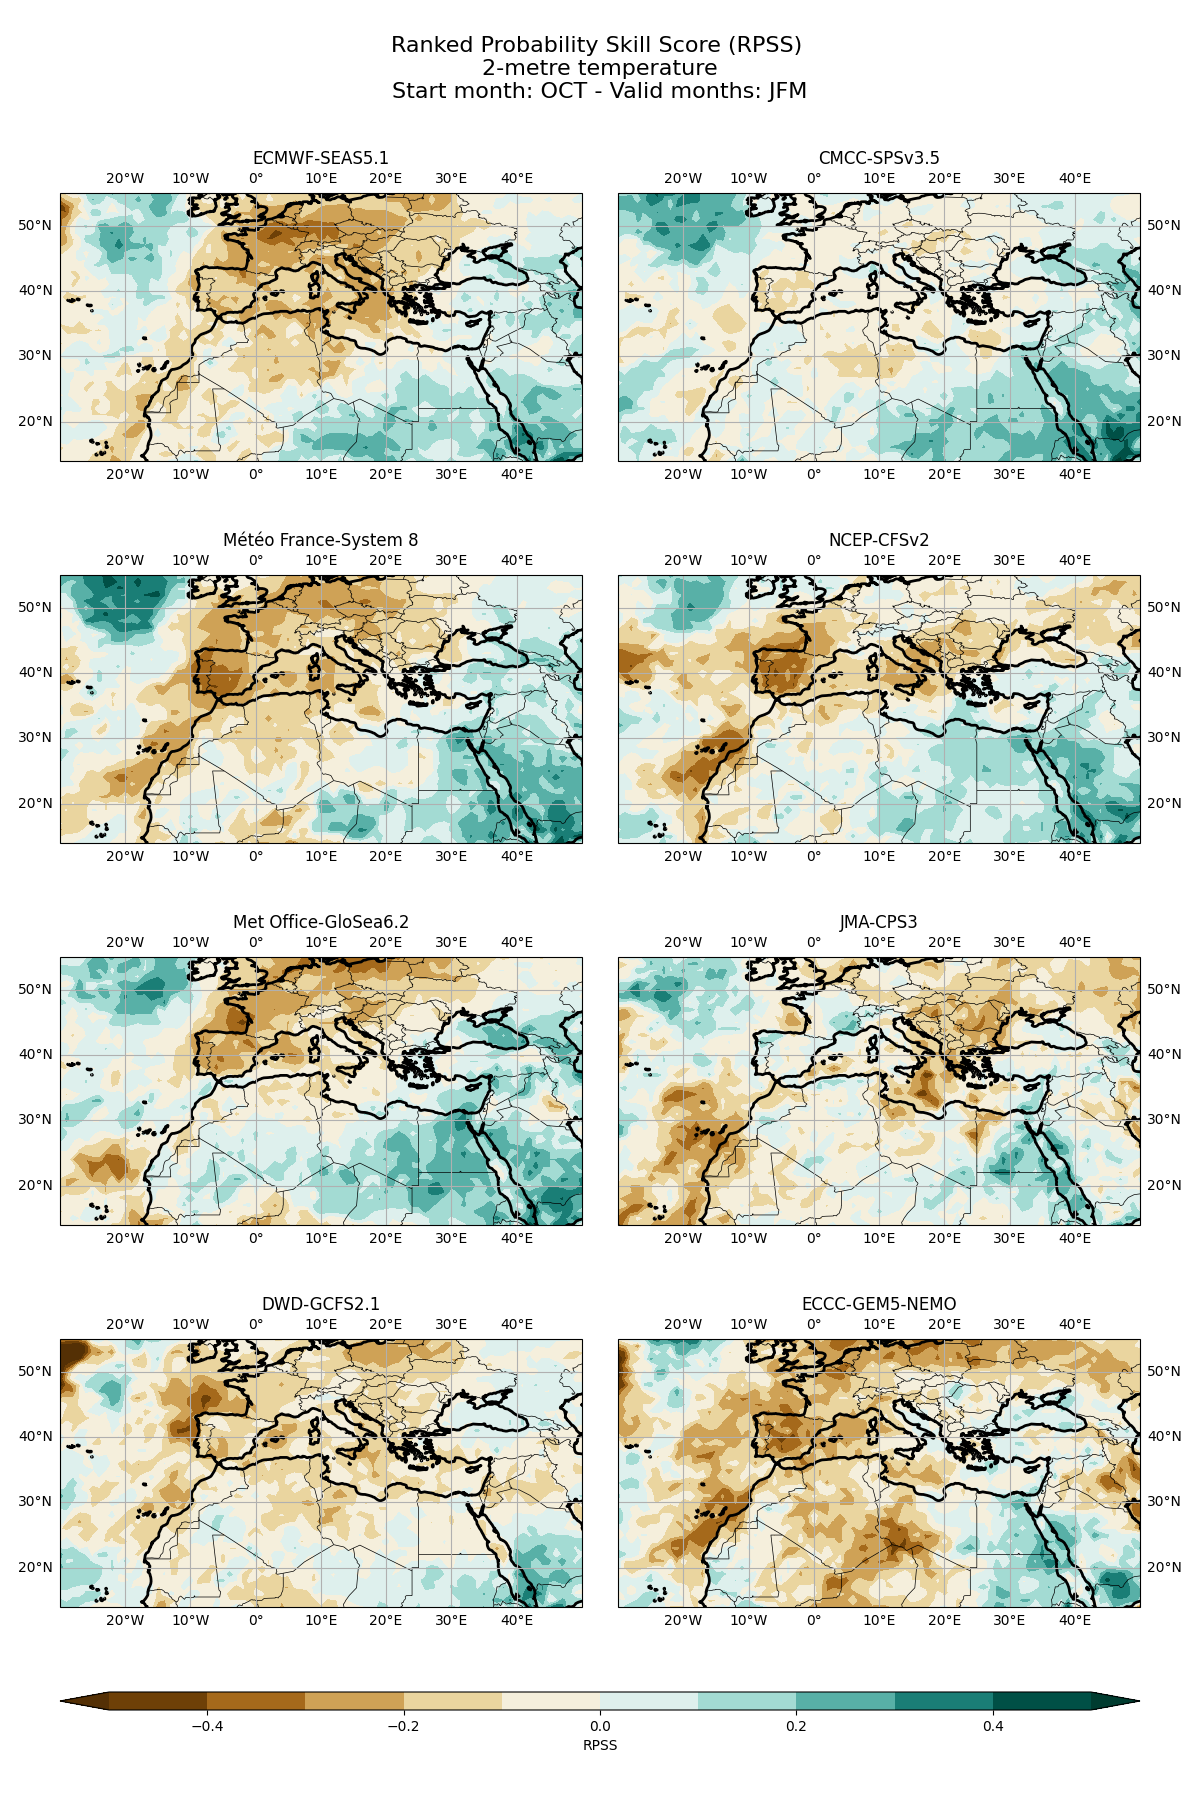 Ranked Probability Skill Score (RPSS)
2-metre temperature
Start month: OCT - Valid months: JFM
ECMWF-SEAS5.1
CMCC-SPSv3.5
20°W 10°W 0° 10°E 20°E 30°E 40°E
20°W 10°W 0° 10°E 20°E 30°E 40°E
50°N
50°N
40°N
40°N
30°N
30°N
20°N
20°N
20°W 10°W 0° 10°E 20°E 30°E 40°E
20°W 10°W 0° 10°E 20°E 30°E 40°E
Météo France-System 8
NCEP-CFSv2
20°W 10°W 0° 10°E 20°E 30°E 40°E
20°W 10°W 0° 10°E 20°E 30°E 40°E
50°N
50°N
40°N
40°N
30°N
30°N
20°N
20°N
20°W 10°W 0° 10°E 20°E 30°E 40°E
20°W 10°W 0° 10°E 20°E 30°E 40°E
Met Office-GloSea6.2
JMA-CPS3
20°W 10°W 0° 10°E 20°E 30°E 40°E
20°W 10°W 0° 10°E 20°E 30°E 40°E
50°N
50°N
40°N
40°N
30°N
30°N
20°N
20°N
20°W 10°W 0° 10°E 20°E 30°E 40°E
20°W 10°W 0° 10°E 20°E 30°E 40°E
DWD-GCFS2.1
ECCC-GEM5-NEMO
20°W 10°W 0° 10°E 20°E 30°E 40°E
20°W 10°W 0° 10°E 20°E 30°E 40°E
50°N
50°N
40°N
40°N
30°N
30°N
20°N
20°N
20°W 10°W 0° 10°E 20°E 30°E 40°E
20°W 10°W 0° 10°E 20°E 30°E 40°E
−0.4 −0.2 0.0 0.2 0.4
RPSS